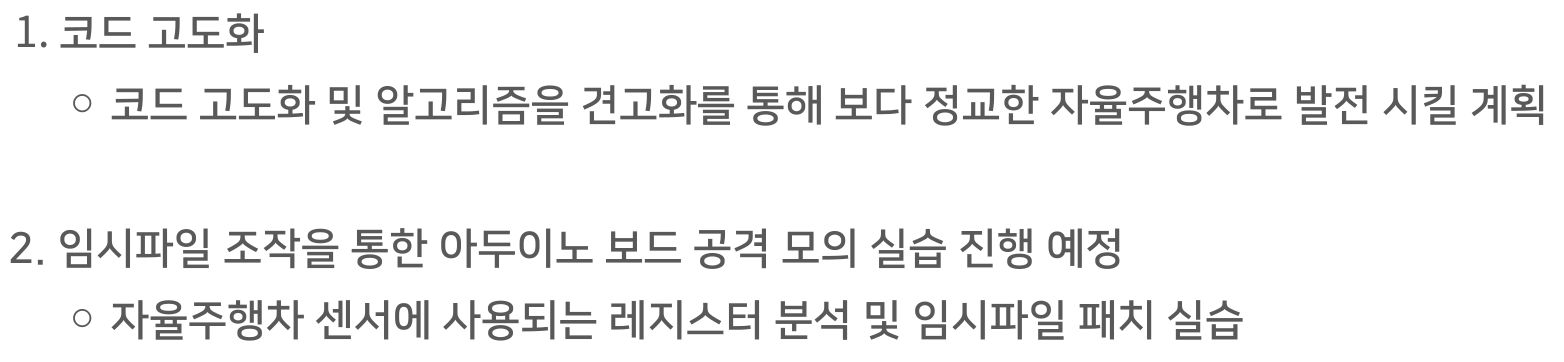 1. 코드 고도화
○ 코드 고도화 및 알고리즘을 견고화를 통해 보다 정교한 자율주행차로 발전 시킬 계획
2. 임시파일 조작을 통한 아두이노 보드 공격 모의 실습 진행 예정
○ 자율주행차 센서에 사용되는 레지스터 분석 및 임시파일 패치 실습